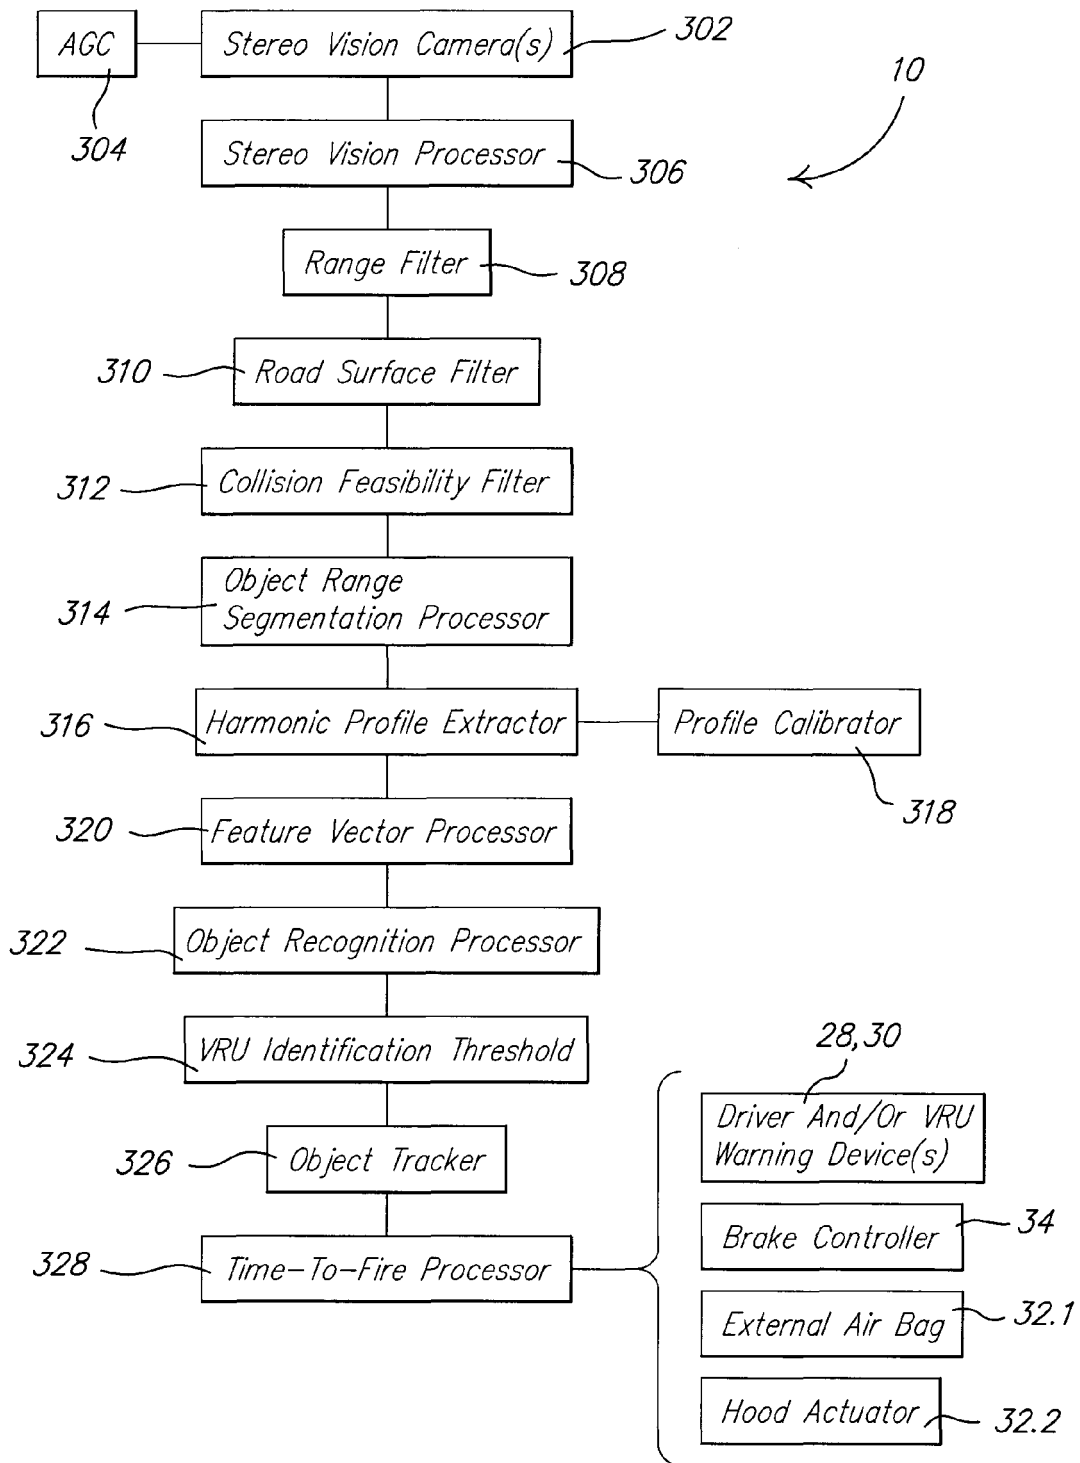 AGC
Stereo Vision Camera(s)
302
304
10
Stereo Vision Processor
306
Range Filter
308
310
Road Surface Filter
312
Collision Feasibility Filter
314
Object Range
Segmentation Processor
316
Harmonic Profile Extractor
Profile Calibrator
318
320
Feature Vector Processor
322
Object Recognition Processor
324
VRU Identification Threshold
326
Object Tracker
328
Time-To-Fire Processor
28,30
Driver And/Or VRU
Warning Device(s)
Brake Controller
34
External Air Bag
32.1
Hood Actuator
32.2